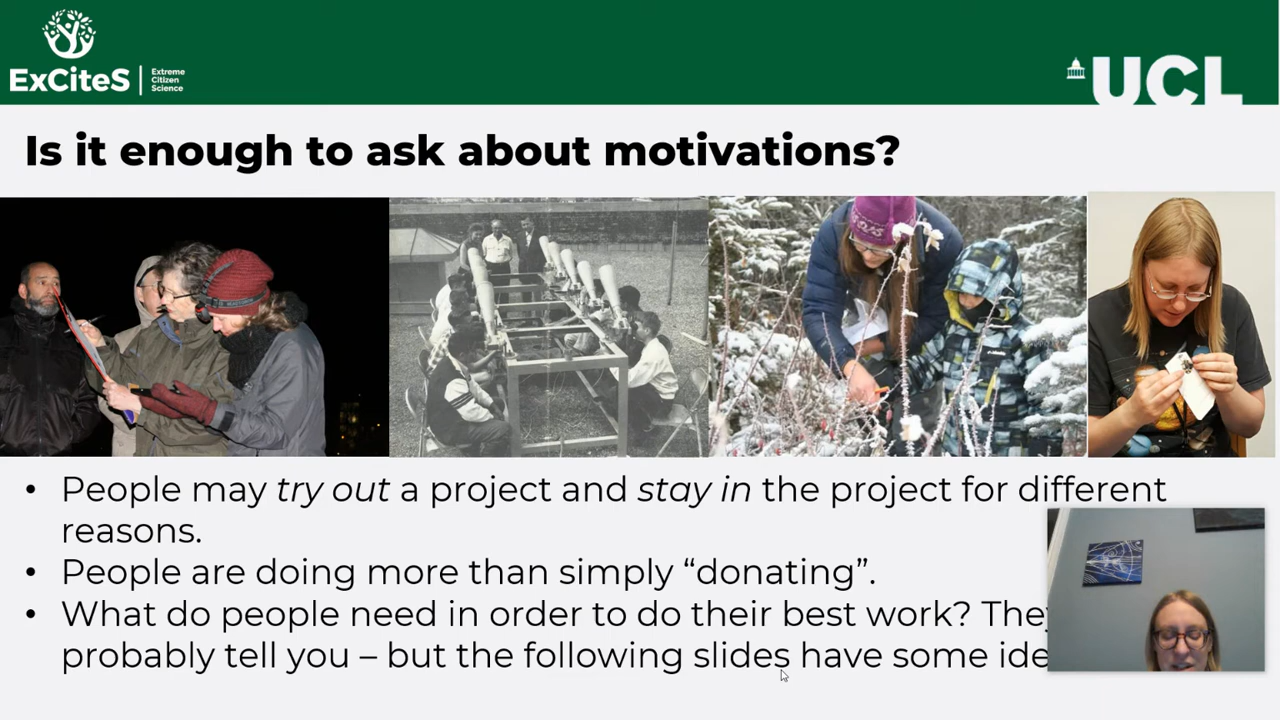 ExCiteS
Extreme
Citizen
Science
UCL
Is it enough to ask about motivations?
• People may try out a project and stay in the project for different
reasons.
• People are doing more than simply “donating”.
• What do people need in order to do their best work? They
probably tell you – but the following slides have some ide